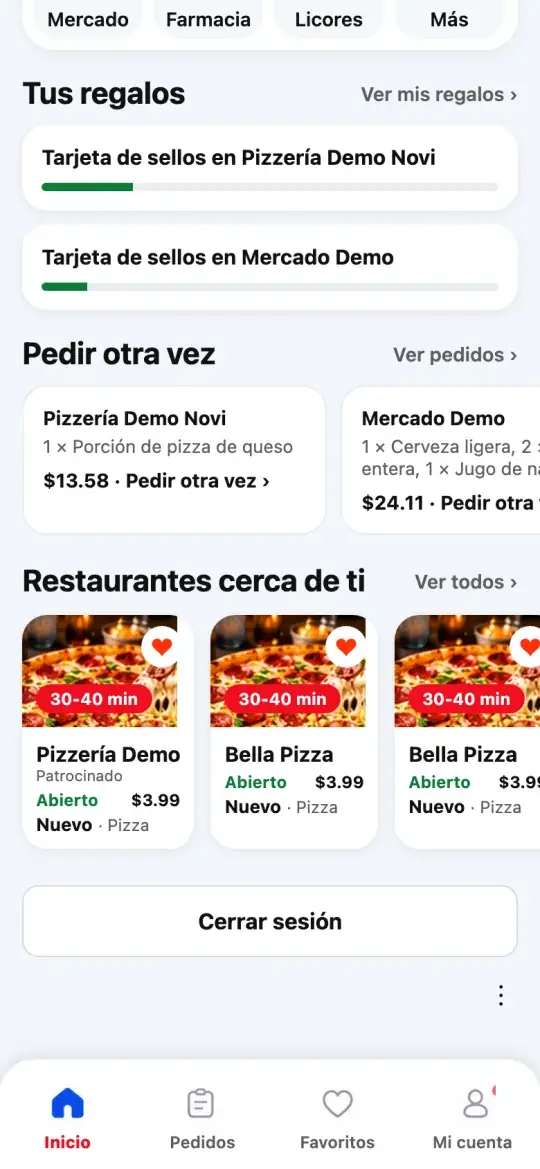 Mercado Farmacia Licores Más
Tus regalos Ver mis regalos ›
Tarjeta de sellos en Pizzería Demo Novi
Tarjeta de sellos en Mercado Demo
Pedir otra vez Ver pedidos ›
Pizzería Demo Novi
1 × Porción de pizza de queso
$13.58 · Pedir otra vez ›
Mercado Demo
1 × Cerveza ligera, 2
entera, 1 × Jugo de
$24.11 · Pedir otra
Restaurantes cerca de ti Ver todos ›
30-40 min
Pizzería Demo
Patrocinado
Abierto $3.99
Nuevo · Pizza
30-40 min
Bella Pizza
Abierto $3.99
Nuevo · Pizza
30-40 min
Bella Pizza
Abierto $3.99
Nuevo · Pizza
Cerrar sesión
Inicio Pedidos Favoritos Mi cuenta